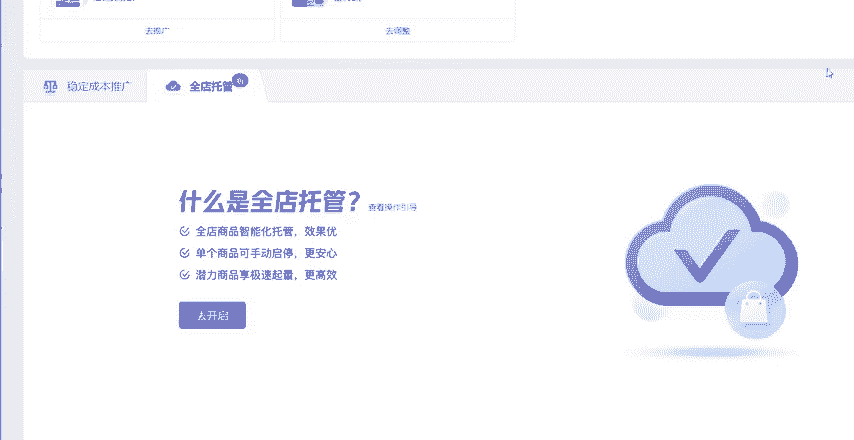 去推广
去调整
稳定成本推广
全店托管
新
什么是全店托管？
查看操作引导
全店商品智能化托管，效果优
单个商品可手动启停，更安心
潜力商品享极速起量，更高效
去开启